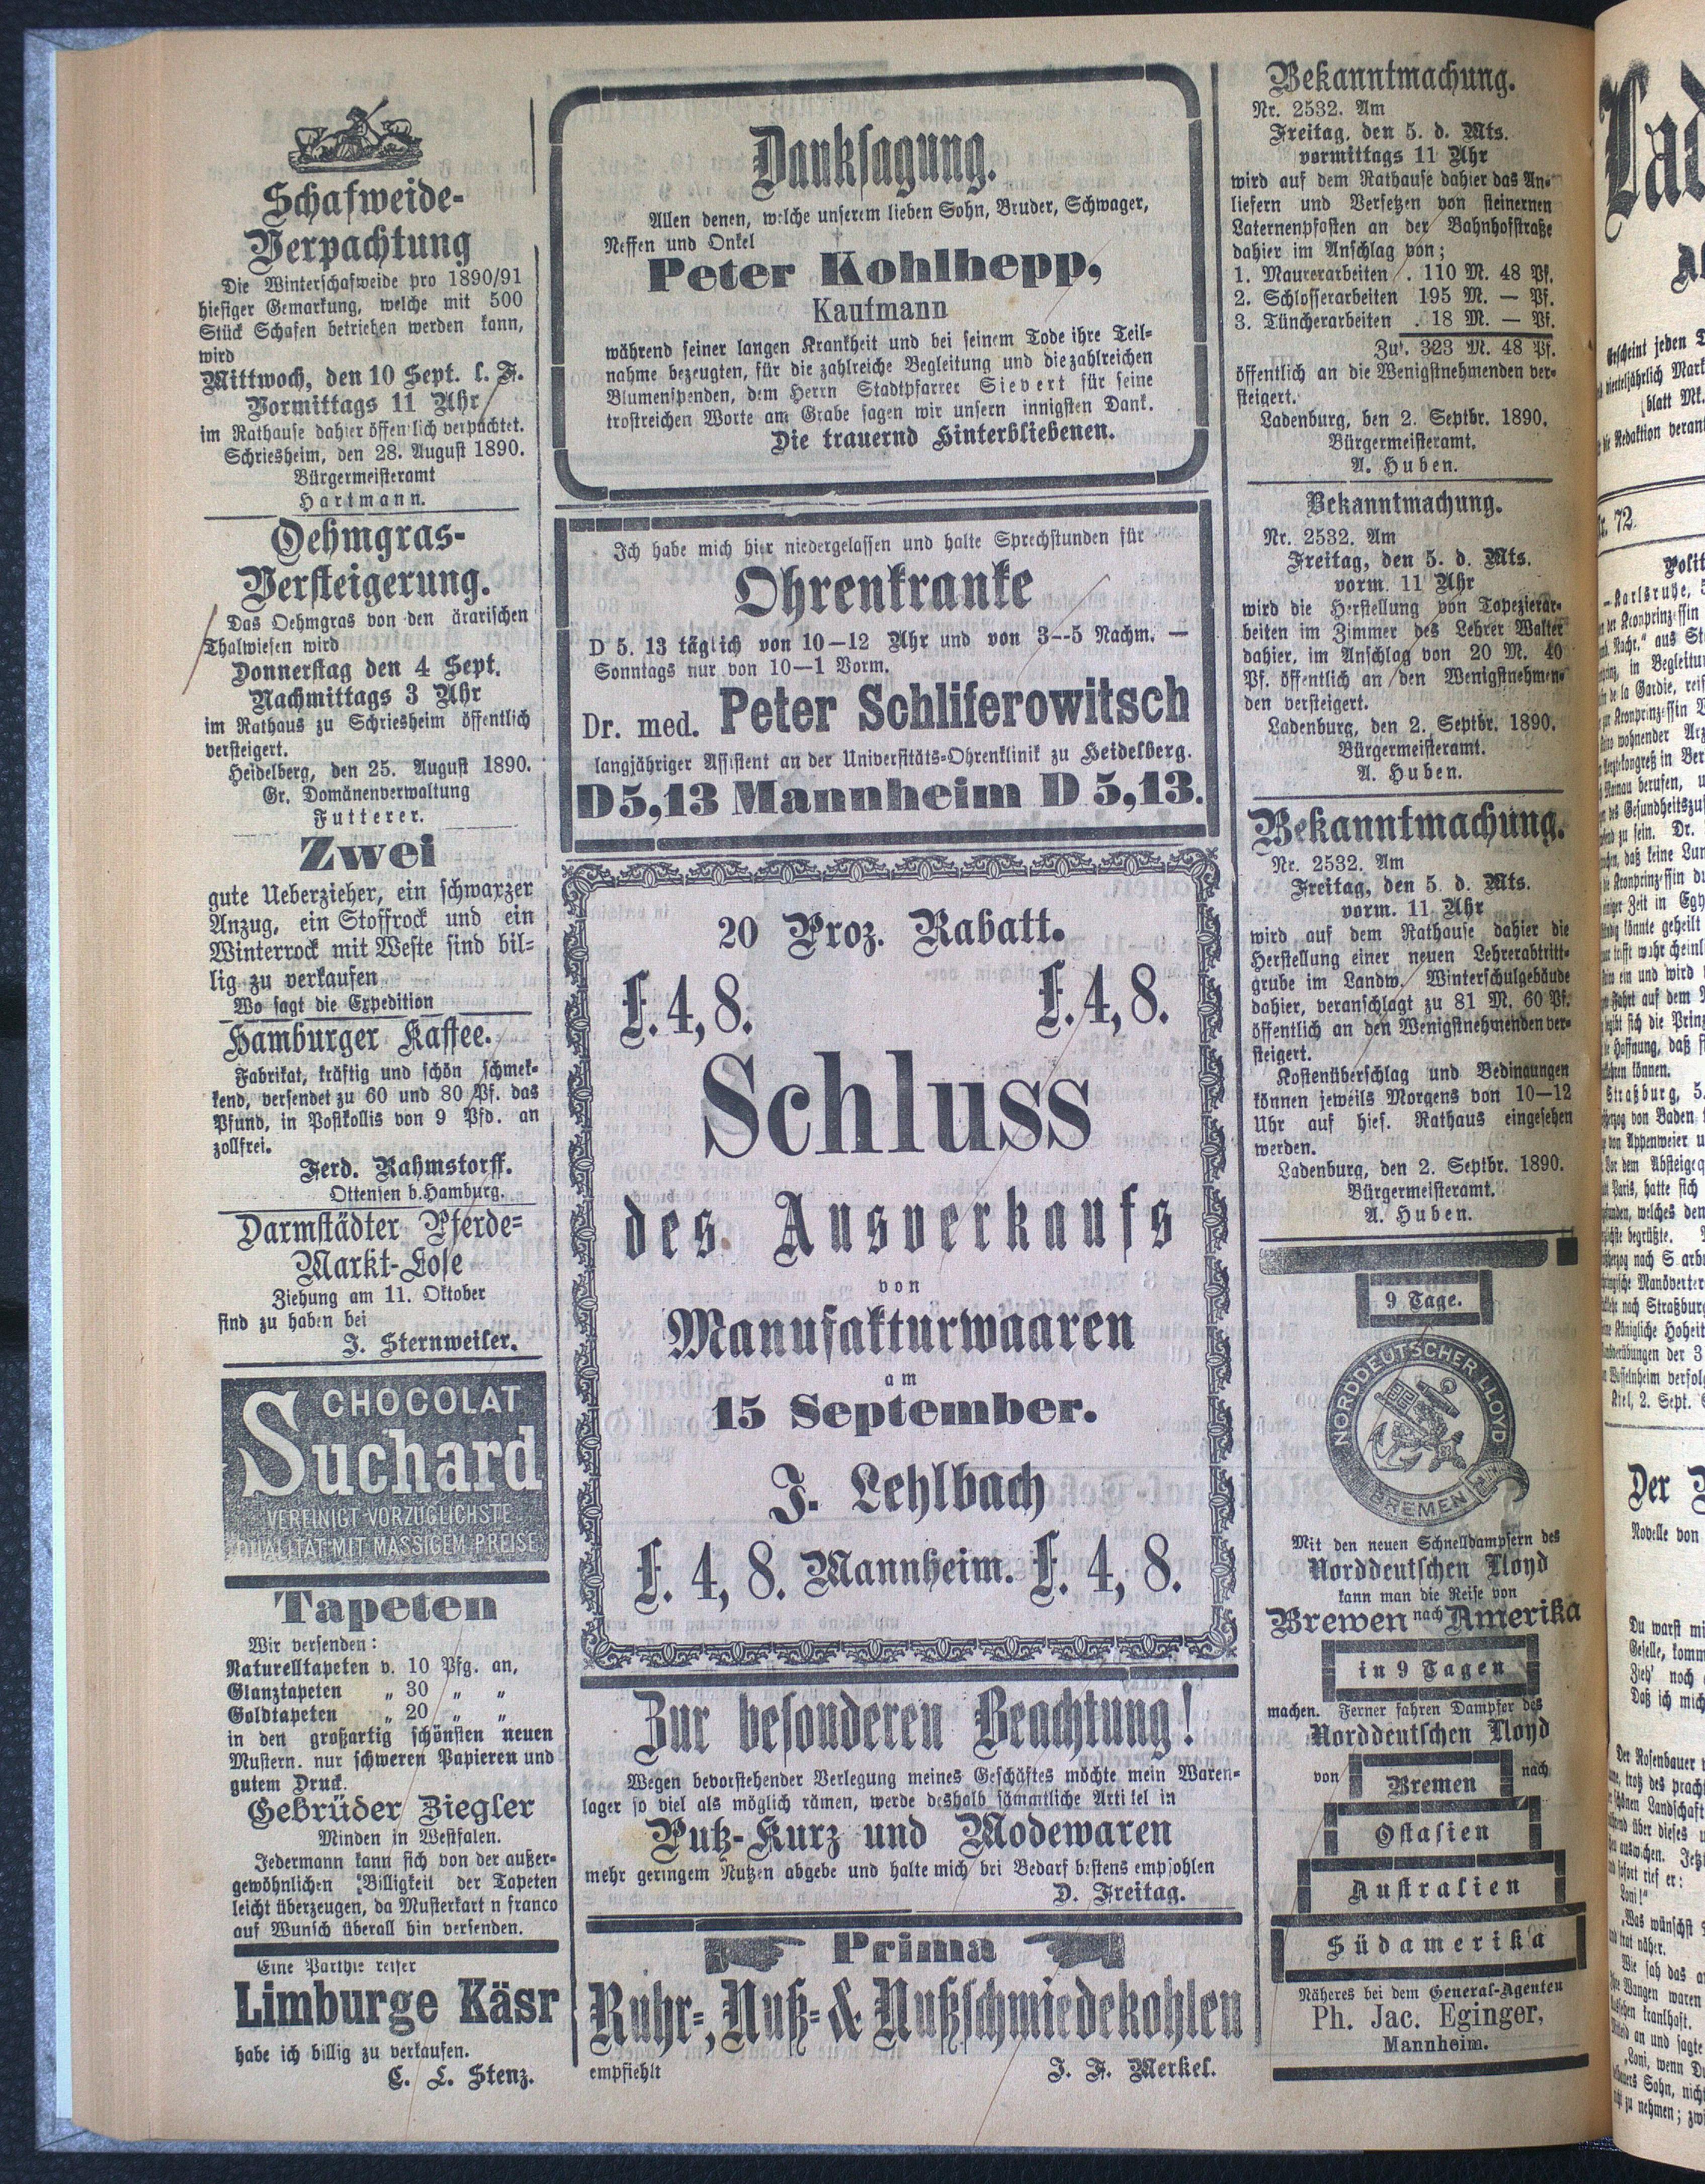 Schafweide-
Verpachtung
Die Winterschafweide pro 1890/91
hiesiger Gemarkung, welche mit 500
Stück Schafen betrieben werden kann,
wird
Mittwoch, den 10 Sept. l. J.
Vormittags 11 Uhr
im Rathause dahier öffentlich verpachtet.
Schriesheim, den 28. August 1890.
Bürgermeisteramt
Hartmann.
Oehmgras-
Versteigerung.
Das Oehmgras von den ärarischen
Thalwiesen wird
Donnerstag den 4 Sept.
Nachmittags 3 Uhr
im Rathaus zu Schriesheim öffentlich
versteigert.
Heidelberg, den 25. August 1890.
Gr. Domänenverwaltung
Futterer.
Zwei
gute Ueberzieher, ein schwarzer
Anzug, ein Stoffrock und ein
Winterrock mit Weste sind bil-
lig zu verkaufen
Wo sagt die Expedition
Hamburger Kaffee.
Fabrikat, kräftig und schön schmek-
kend, versendet zu 60 und 80 Pf. das
Pfund, in Postkollis von 9 Pfd. an
zollfrei.
Ferd. Rahmstorff.
Ottensen b. Hamburg.
Darmstädter Pferde-
Markt-Lose
Ziehung am 11. Oktober
sind zu haben bei
J. Sternweiler.
CHOCOLAT
Suchard
VEREINIGT VORZÜGLICHSTE
QUALITÄT MIT MÄSSIGEM PREISE
Tapeten
Wir versenden:
Naturelltapeten v. 10 Pfg. an,
Glanztapeten „ 30 „ „
Goldtapeten „ 20 „ „
in den großartig schönsten neuen
Mustern. nur schweren Papieren und
gutem Druck.
Gebrüder Ziegler
Minden in Westfalen.
Jedermann kann sich von der außer-
gewöhnlichen Billigkeit der Tapeten
leicht überzeugen, da Musterkart n franco
auf Wunsch überall hin versenden.
Eine Parthie reifer
Limburge Käsr
habe ich billig zu verkaufen.
C. L. Stenz.
Danksagung.
Allen denen, welche unserem lieben Sohn, Bruder, Schwager,
Neffen und Onkel
Peter Kohlhepp,
Kaufmann
während seiner langen Krankheit und bei seinem Tode ihre Teil-
nahme bezeugten, für die zahlreiche Begleitung und die zahlreichen
Blumenspenden, dem Herrn Stadtpfarrer Sievert für seine
trostreichen Worte am Grabe sagen wir unsern innigsten Dank.
Die trauernd Hinterbliebenen.
Ich habe mich hier niedergelassen und halte Sprechstunden für
Ohrenkranke
D 5. 13 täglich von 10—12 Uhr und von 3--5 Nachm. —
Sonntags nur von 10—1 Vorm.
Dr. med. Peter Schliferowitsch
langjähriger Assistent an der Universitäts-Ohrenklinik zu Heidelberg.
D 5,13 Mannheim D 5,13.
20 Proz. Rabatt.
E. 4, 8. E. 4, 8.
Schluss
des Ausverkaufs
von
Manufakturwaaren
am
15 September.
J. Lehlbach
E. 4, 8. Mannheim. E. 4, 8.
Zur besonderen Beachtung!
Wegen bevorstehender Verlegung meines Geschäftes möchte mein Waren-
lager so viel als möglich rämen, werde deshalb sämmtliche Arti kel in
Putz-Kurz und Modewaren
mehr geringem Nutzen abgebe und halte mich bei Bedarf bestens empfohlen
D. Freitag.
Prima
Ruhr-, Nuß- & Nußschmiedekohlen
empfiehlt
J. F. Merkel.
Bekanntmachung.
Nr. 2532. Am
Freitag, den 5. d. Mts.
vormittags 11 Uhr
wird auf dem Rathause dahier das An-
liefern und Versetzen von steinernen
Laternenpfosten an der Bahnhofstraße
dahier im Anschlag von;
1. Maurerarbeiten . 110 M. 48 Pf.
2. Schlosserarbeiten 195 M. — Pf.
3. Tüncherarbeiten . 18 M. — Pf.
Zus. 323 M. 48 Pf.
öffentlich an die Wenigstnehmenden ver-
steigert.
Ladenburg, den 2. Septbr. 1890.
Bürgermeisteramt.
A. Huben.
Bekanntmachung.
Nr. 2532. Am
Freitag, den 5. d. Mts.
vorm. 11 Uhr
wird die Herstellung von Tapezierar-
beiten im Zimmer des Lehrer Walter
dahier, im Anschlag von 20 M. 40
Pf. öffentlich an den Wenigstnehmen-
den versteigert.
Ladenburg, den 2. Septbr. 1890.
Bürgermeisteramt.
A. Huben.
Bekanntmachung.
Nr. 2532. Am
Freitag, den 5. d. Mts.
vorm. 11 Uhr
wird auf dem Rathause dahier die
Herstellung einer neuen Lehrerabtritt-
grube im Landw. Winterschulgebäude
dahier, veranschlagt zu 81 M. 60 Pf.
öffentlich an den Wenigstnehmenden ver-
steigert.
Kostenüberschlag und Bedingungen
können jeweils Morgens von 10—12
Uhr auf hies. Rathaus eingesehen
werden.
Ladenburg, den 2. Septbr. 1890.
Bürgermeisteramt.
A. Huben.
9 Tage.
NORDDEUTSCHER LLOYD
BREMEN
Mit den neuen Schnelldampfern des
Norddeutschen Lloyd
kann man die Reise von
Brewen nach Amerika
in 9 Tagen
machen. Ferner fahren Dampfer des
Norddeutschen Lloyd
von Bremen nach
Ostasien
Australien
Südamerika
Näheres bei dem General-Agenten
Ph. Jac. Eginger,
Mannheim.
Lad
Nr. 72.
Der
Novelle von